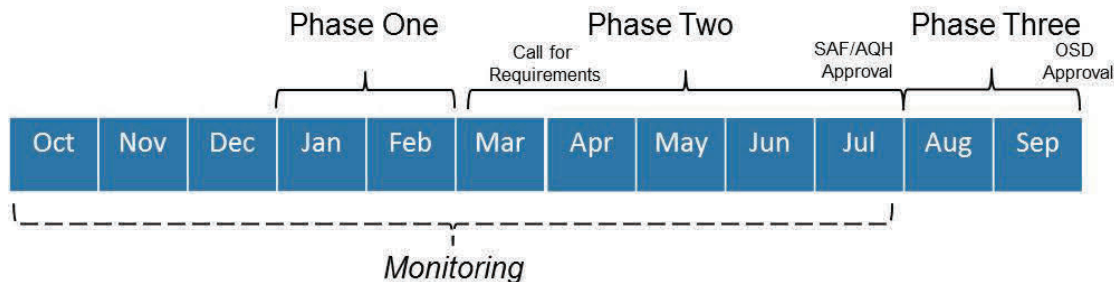 Phase One
Phase Two
Phase Three
Call for
Requirements
SAF/AQH
Approval
OSD
Approval
Oct Nov Dec Jan Feb Mar Apr May Jun Jul Aug Sep
Monitoring